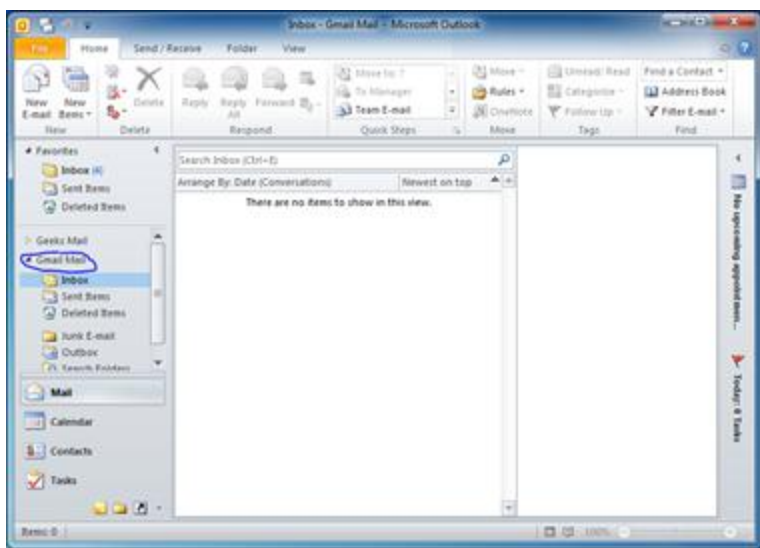 Inbox - Gmail Mail - Microsoft Outlook
File Home Send / Receive Folder View
New E-mail
New Items
New
Delete
Delete
Reply
Reply All
Forward
Respond
Move to: ?
To Manager
Team E-mail
Quick Steps
Move
Rules
OneNote
Move
Unread/ Read
Categorize
Follow Up
Tags
Find a Contact
Address Book
Filter E-mail
Find
Favorites
Inbox (4)
Sent Items
Deleted Items
Geeks Mail
Gmail Mail
Inbox
Sent Items
Deleted Items
Junk E-mail
Outbox
Search Folders
Mail
Calendar
Contacts
Tasks
Search Inbox (Ctrl+E)
Arrange By: Date (Conversations) Newest on top
There are no items to show in this view.
No upcoming appointmen...
Today: 0 Tasks
Items: 0
100%